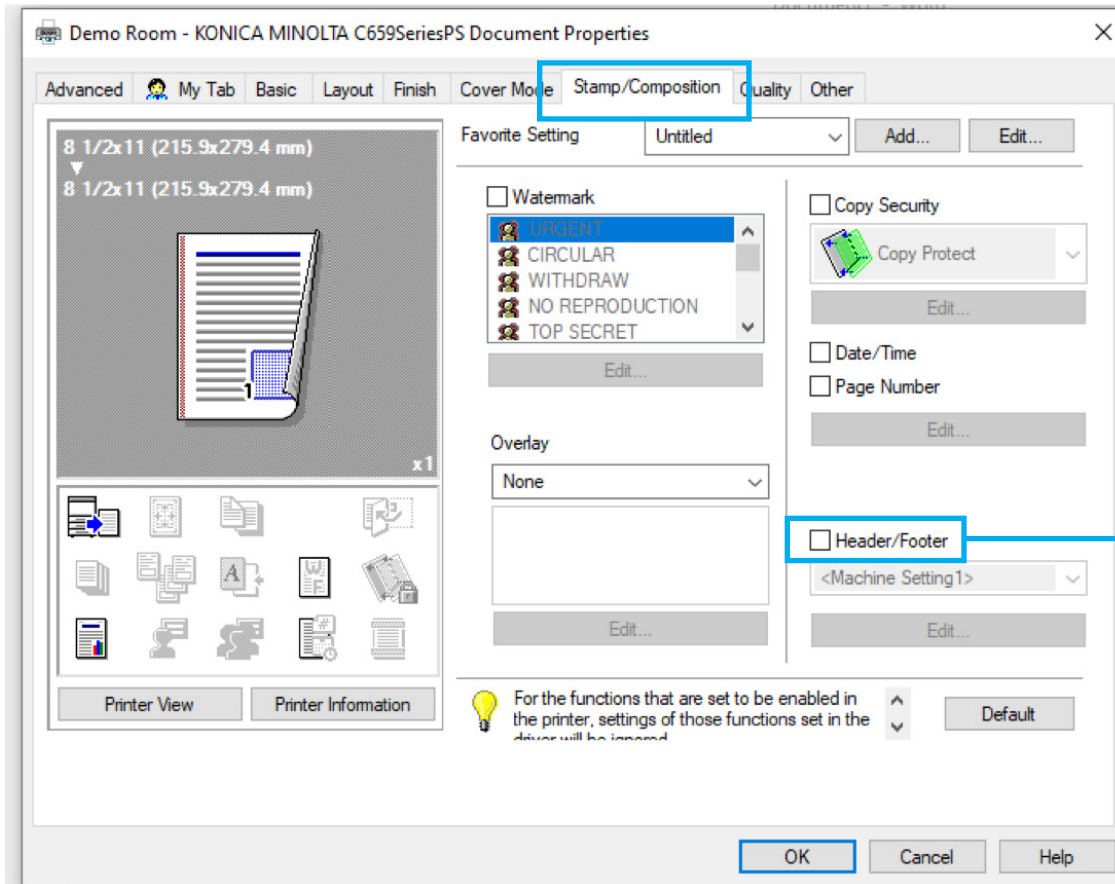 Demo Room - KONICA MINOLTA C659SeriesPS Document Properties
Advanced My Tab Basic Layout Finish Cover Mode Stamp/Composition Quality Other
8 1/2x11 (215.9x279.4 mm)
8 1/2x11 (215.9x279.4 mm)
1
x1
Printer View Printer Information
Favorite Setting Untitled Add... Edit...
Watermark
URGENT
CIRCULAR
WITHDRAW
NO REPRODUCTION
TOP SECRET
Edit...
Overlay
None
Edit...
Copy Security
Copy Protect
Edit...
Date/Time
Page Number
Edit...
Header/Footer
<Machine Setting1>
Edit...
For the functions that are set to be enabled in
the printer, settings of those functions set in the
driver will be ignored
Default
OK Cancel Help